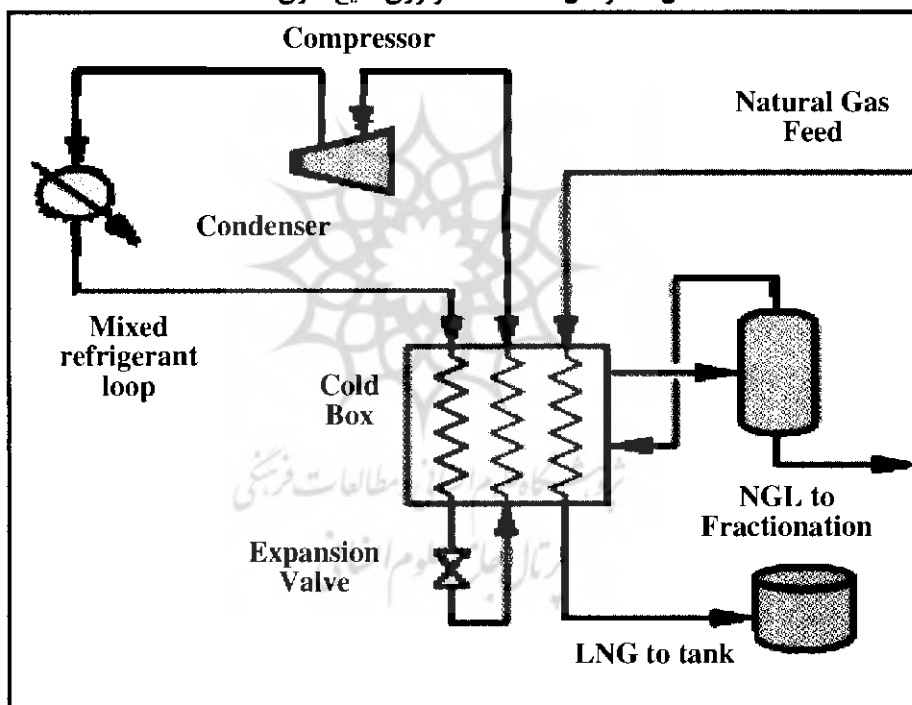 Compressor
Natural Gas
Feed
Condenser
Mixed
refrigerant
loop
Cold
Box
NGL to
Fractionation
Expansion
Valve
LNG to tank